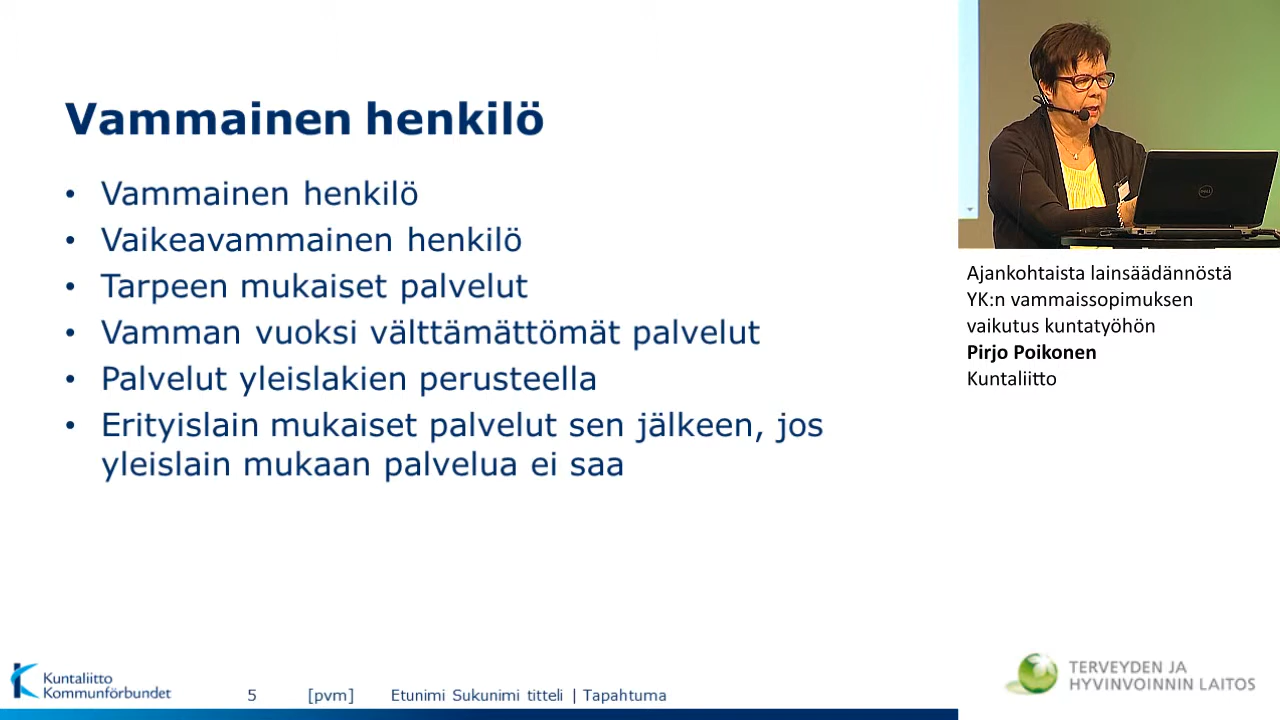 Vammainen henkilö
• Vammainen henkilö
• Vaikeavammainen henkilö
• Tarpeen mukaiset palvelut
• Vamman vuoksi välttämättömät palvelut
• Palvelut yleislakien perusteella
• Erityislain mukaiset palvelut sen jälkeen, jos
yleislain mukaan palvelua ei saa
Ajankohtaista lainsäädännöstä
YK:n vammaissopimuksen
vaikutus kuntatyöhön
Pirjo Poikonen
Kuntaliitto
Kuntaliitto
Kommunförbundet
5 [pvm] Etunimi Sukunimi titteli | Tapahtuma
TERVEYDEN JA
HYVINVOINNIN LAITOS